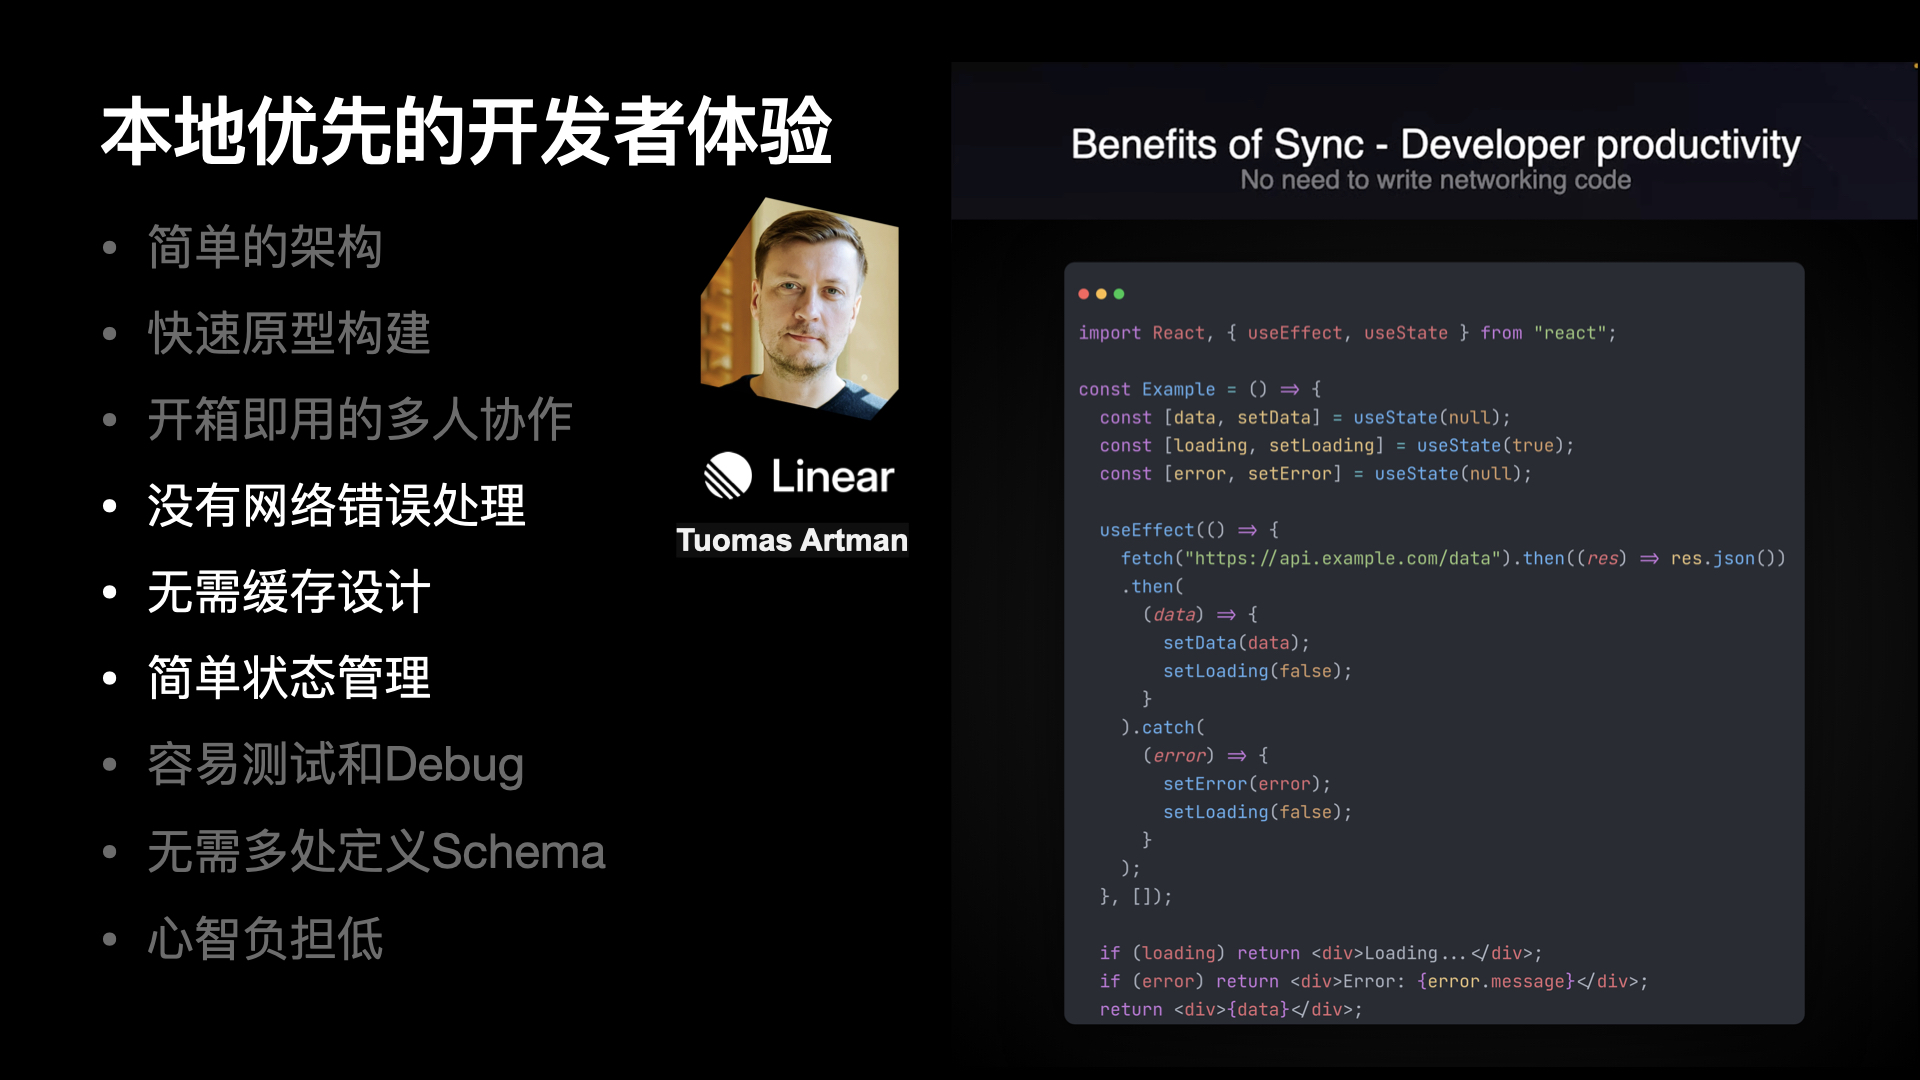 本地优先的开发者体验
• 简单的架构
• 快速原型构建
• 开箱即用的多人协作
• 没有网络错误处理
• 无需缓存设计
• 简单状态管理
• 容易测试和Debug
• 无需多处定义Schema
• 心智负担低
Linear
Tuomas Artman
Benefits of Sync - Developer productivity
No need to write networking code
import React, { useEffect, useState } from "react";
const Example = () => {
  const [data, setData] = useState(null);
  const [loading, setLoading] = useState(true);
  const [error, setError] = useState(null);
  useEffect(() => {
    fetch("https://api.example.com/data").then((res) => res.json())
    .then(
      (data) => {
        setData(data);
        setLoading(false);
      }
    ).catch(
      (error) => {
        setError(error);
        setLoading(false);
      }
    );
  }, []);
  if (loading) return <div>Loading...</div>;
  if (error) return <div>Error: {error.message}</div>;
  return <div>{data}</div>;